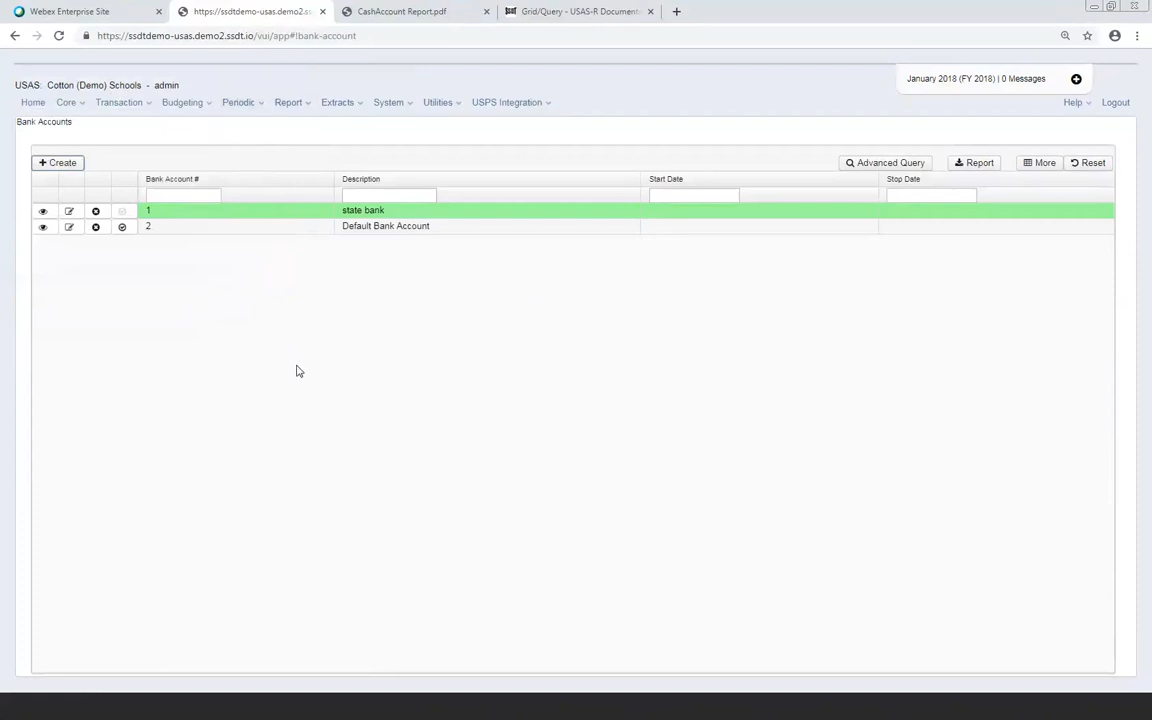 Webex Enterprise Site
https://ssdtdemo-usas.demo2.ss
CashAccount Report.pdf
Grid/Query - USAS-R Document
https://ssdtdemo-usas.demo2.ssdt.io/vui/app#!bank-account
USAS: Cotton (Demo) Schools - admin
January 2018 (FY 2018) | 0 Messages
Home Core Transaction Budgeting Periodic Report Extracts System Utilities USPS Integration Help Logout
Bank Accounts
Create Advanced Query Report More Reset
Bank Account # Description Start Date Stop Date
1 state bank
2 Default Bank Account